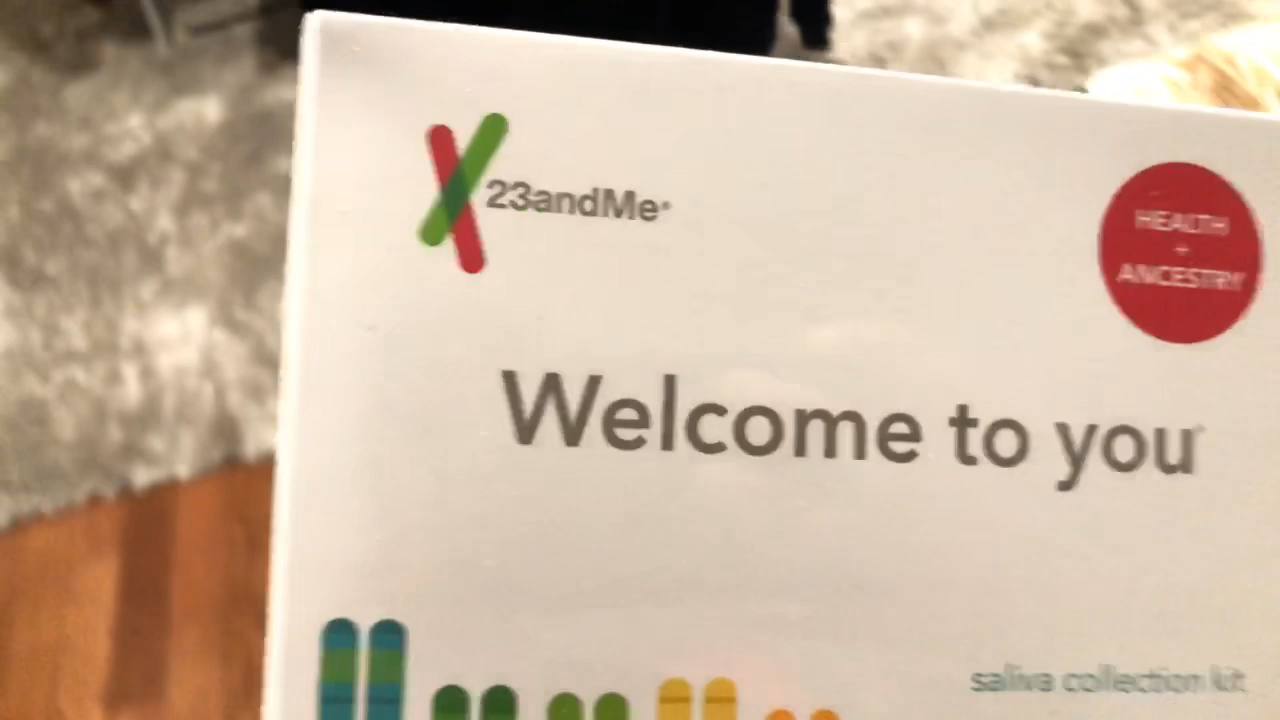 23andMe®
HEALTH
+
ANCESTRY
Welcome to you
saliva collection kit